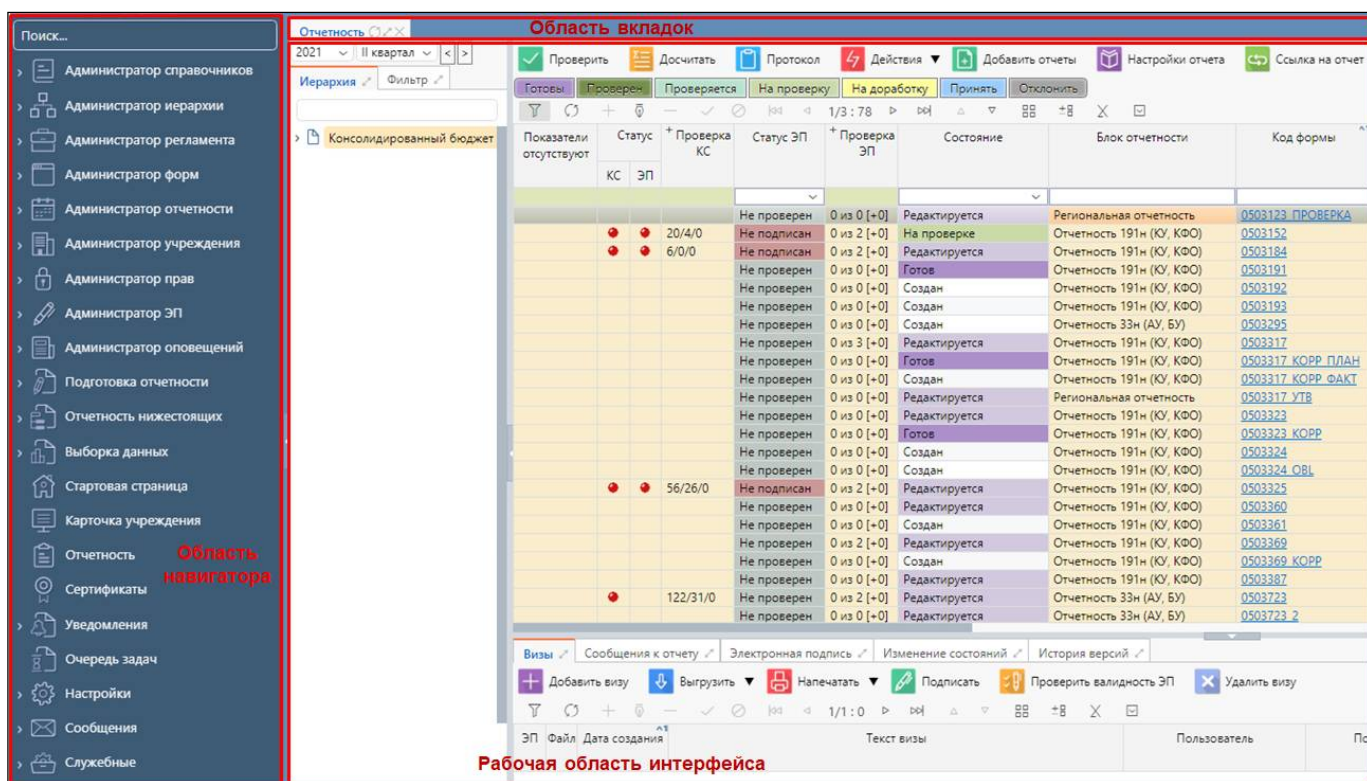 Поиск...
Администратор справочников
Администратор иерархии
Администратор регламента
Администратор форм
Администратор отчетности
Администратор учреждения
Администратор прав
Администратор ЭП
Администратор оповещений
Подготовка отчетности
Отчетность нижестоящих
Выборка данных
Стартовая страница
Карточка учреждения
Отчетность
Сертификаты
Уведомления
Очередь задач
Настройки
Сообщения
Служебные
Область навигатора
Отчетность
Область вкладок
2021 II квартал < >
Иерархия Фильтр
Консолидированный бюджет
Проверить Досчитать Протокол Действия Добавить отчеты Настройки отчета Ссылка на отчет
Готовы Проверен Проверяется На проверку На доработку Принять Отклонить
1/3 : 78
Показатели отсутствуют Статус + Проверка КС Статус ЭП + Проверка ЭП Состояние Блок отчетности Код формы
КС ЭП
Не проверен 0 из 0 [+0] Редактируется Региональная отчетность 0503123_ПРОВЕРКА
20/4/0 Не подписан 0 из 2 [+0] На проверке Отчетность 191н (КУ, КФО) 0503152
6/0/0 Не подписан 0 из 2 [+0] Редактируется Отчетность 191н (КУ, КФО) 0503184
Не проверен 0 из 0 [+0] Готов Отчетность 191н (КУ, КФО) 0503191
Не проверен 0 из 0 [+0] Создан Отчетность 191н (КУ, КФО) 0503192
Не проверен 0 из 0 [+0] Создан Отчетность 191н (КУ, КФО) 0503193
Не проверен 0 из 0 [+0] Создан Отчетность 33н (АУ, БУ) 0503295
Не проверен 0 из 3 [+0] Редактируется Отчетность 191н (КУ, КФО) 0503317
Не проверен 0 из 0 [+0] Готов Отчетность 191н (КУ, КФО) 0503317_КОРР_ПЛАН
Не проверен 0 из 0 [+0] Создан Отчетность 191н (КУ, КФО) 0503317_КОРР_ФАКТ
Не проверен 0 из 0 [+0] Редактируется Региональная отчетность 0503317_УТВ
Не проверен 0 из 2 [+0] Редактируется Отчетность 191н (КУ, КФО) 0503323
Не проверен 0 из 0 [+0] Готов Отчетность 191н (КУ, КФО) 0503323_КОРР
Не проверен 0 из 0 [+0] Создан Отчетность 191н (КУ, КФО) 0503324
Не проверен 0 из 0 [+0] Создан Отчетность 191н (КУ, КФО) 0503324_OBL
56/26/0 Не подписан 0 из 2 [+0] Редактируется Отчетность 191н (КУ, КФО) 0503325
Не проверен 0 из 0 [+0] Редактируется Отчетность 191н (КУ, КФО) 0503360
Не проверен 0 из 0 [+0] Создан Отчетность 191н (КУ, КФО) 0503361
Не проверен 0 из 2 [+0] Редактируется Отчетность 191н (КУ, КФО) 0503369
Не проверен 0 из 0 [+0] Создан Отчетность 191н (КУ, КФО) 0503369_КОРР
Не проверен 0 из 0 [+0] Редактируется Отчетность 191н (КУ, КФО) 0503387
122/31/0 Не проверен 0 из 2 [+0] Редактируется Отчетность 33н (АУ, БУ) 0503723
Не проверен 0 из 0 [+0] Редактируется Отчетность 33н (АУ, БУ) 0503723_2
Визы Сообщения к отчету Электронная подпись Изменение состояний История версий
Добавить визу Выгрузить Напечатать Подписать Проверить валидность ЭП Удалить визу
1/1 : 0
ЭП Файл Дата создания Текст визы Пользователь
Рабочая область интерфейса